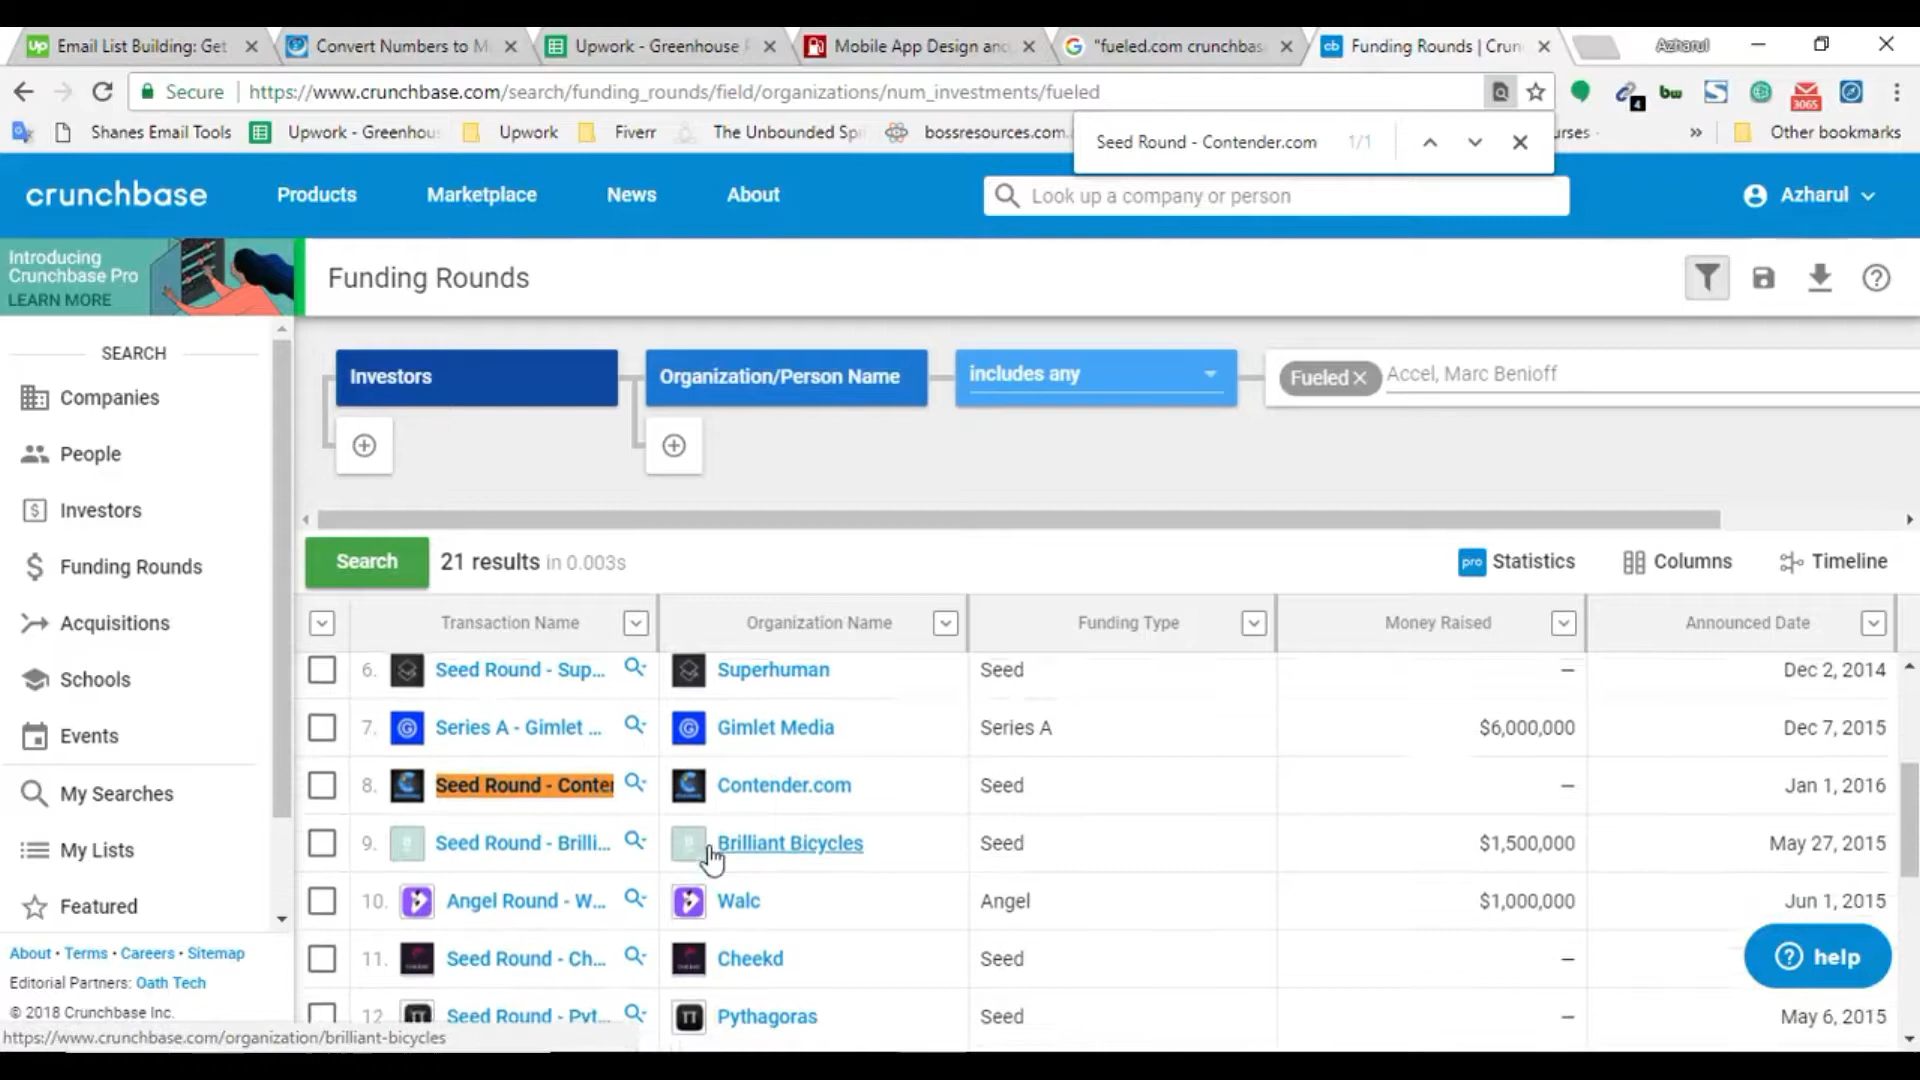 Email List Building: Get
Convert Numbers to M
Upwork - Greenhouse
Mobile App Design and
"fueled.com crunchbas
Funding Rounds | Crun
Azharul
Secure
https://www.crunchbase.com/search/funding_rounds/field/organizations/num_investments/fueled
bw
4
3065
Shanes Email Tools
Upwork - Greenhou
Upwork
Fiverr
The Unbounded Spi
bossresources.com
urses
Other bookmarks
Seed Round - Contender.com
1/1
crunchbase
Products
Marketplace
News
About
Look up a company or person
Azharul
Introducing
Crunchbase Pro
LEARN MORE
Funding Rounds
SEARCH
Companies
People
Investors
Funding Rounds
Acquisitions
Schools
Events
My Searches
My Lists
Featured
About • Terms • Careers • Sitemap
Editorial Partners: Oath Tech
© 2018 Crunchbase Inc.
https://www.crunchbase.com/organization/brilliant-bicycles
Investors
Organization/Person Name
includes any
Fueled
Accel, Marc Benioff
Search
21 results in 0.003s
pro Statistics
Columns
Timeline
Transaction Name
Organization Name
Funding Type
Money Raised
Announced Date
6. Seed Round - Sup... Superhuman Seed — Dec 2, 2014
7. Series A - Gimlet ... Gimlet Media Series A $6,000,000 Dec 7, 2015
8. Seed Round - Conte Contender.com Seed — Jan 1, 2016
9. Seed Round - Brilli... Brilliant Bicycles Seed $1,500,000 May 27, 2015
10. Angel Round - W... Walc Angel $1,000,000 Jun 1, 2015
11. Seed Round - Ch... Cheekd Seed —
12 Seed Round - Pyt... Pythagoras Seed — May 6, 2015
help